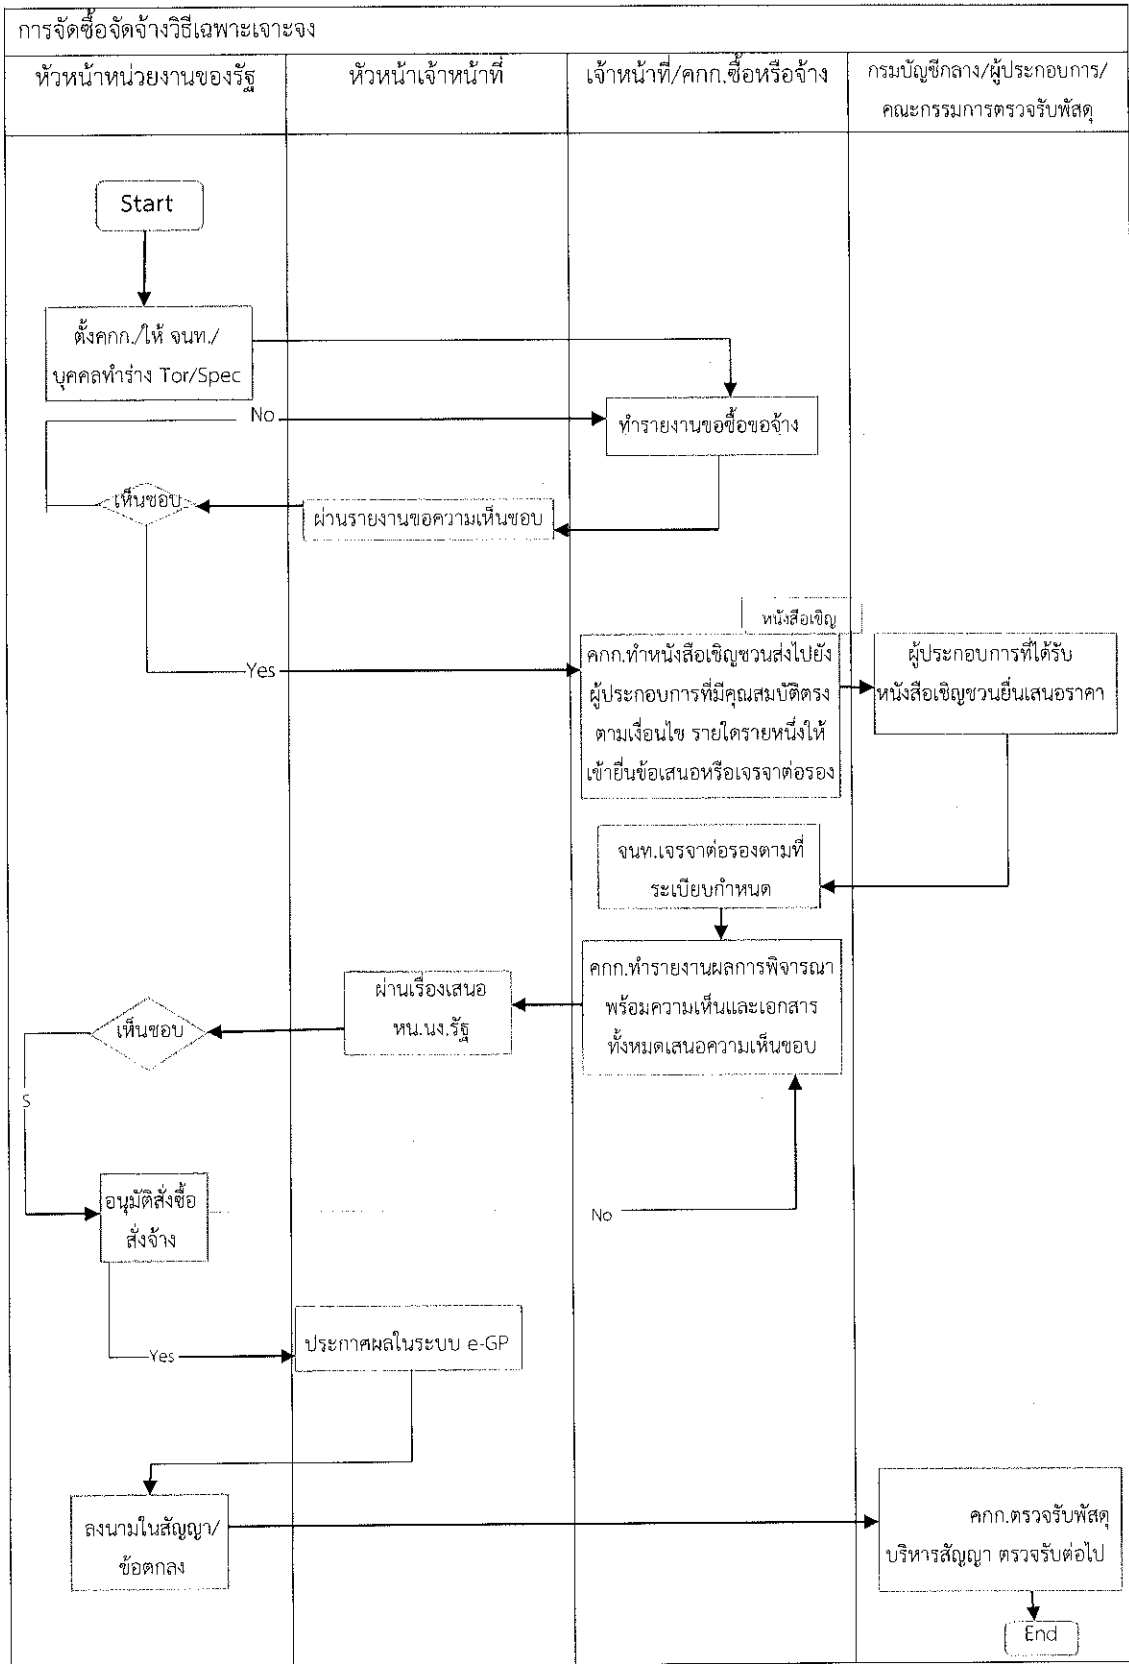 การจัดซื้อจัดจ้างวิธีเฉพาะเจาะจง
หัวหน้าหน่วยงานของรัฐ
หัวหน้าเจ้าหน้าที่
เจ้าหน้าที่/คกก.ซื้อหรือจ้าง
กรมบัญชีกลาง/ผู้ประกอบการ/
คณะกรรมการตรวจรับพัสดุ
Start
ตั้งคกก./ให้ จนท./
บุคคลทำร่าง Tor/Spec
No
ทำรายงานขอซื้อขอจ้าง
เห็นชอบ
ผ่านรายงานขอความเห็นชอบ
หนังสือเชิญ
Yes
คกก.ทำหนังสือเชิญชวนส่งไปยัง
ผู้ประกอบการที่มีคุณสมบัติตรง
ตามเงื่อนไข รายใดรายหนึ่งให้
เข้ายื่นข้อเสนอหรือเจรจาต่อรอง
ผู้ประกอบการที่ได้รับ
หนังสือเชิญชวนยื่นเสนอราคา
จนท.เจรจาต่อรองตามที่
ระเบียบกำหนด
คกก.ทำรายงานผลการพิจารณา
พร้อมความเห็นและเอกสาร
ทั้งหมดเสนอความเห็นชอบ
ผ่านเรื่องเสนอ
หน.นง.รัฐ
เห็นชอบ
S
อนุมัติสั่งซื้อ
สั่งจ้าง
No
Yes
ประกาศผลในระบบ e-GP
ลงนามในสัญญา/
ข้อตกลง
คกก.ตรวจรับพัสดุ
บริหารสัญญา ตรวจรับต่อไป
End